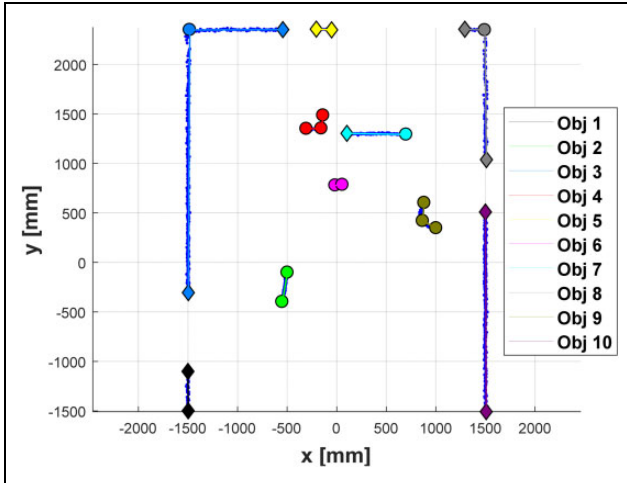 2000
1500
1000
500
0
-500
-1000
-1500
y [mm]
-2000 -1500 -1000 -500 0 500 1000 1500 2000
x [mm]
Obj 1
Obj 2
Obj 3
Obj 4
Obj 5
Obj 6
Obj 7
Obj 8
Obj 9
Obj 10